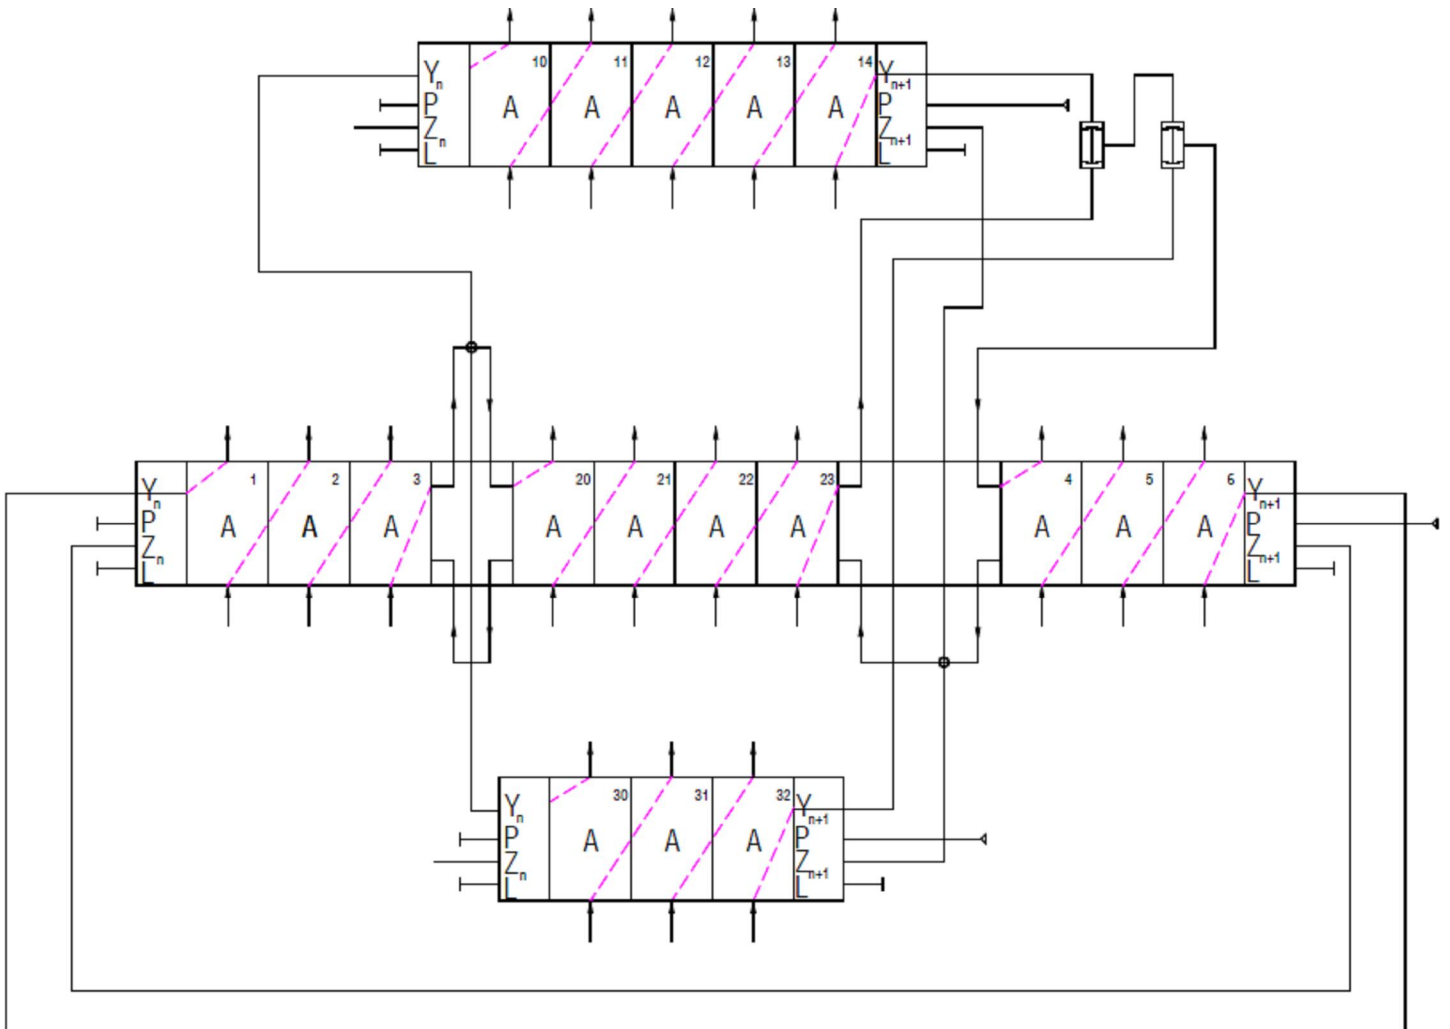 10 11 12 13 14
Yn Yn+1
P A A A A A P
Zn Zn+1
L L
1 2 3 20 21 22 23 4 5 6
Yn Yn+1
P A A A A A A A A A A P
Zn Zn+1
L L
30 31 32
Yn Yn+1
P A A A P
Zn Zn+1
L L